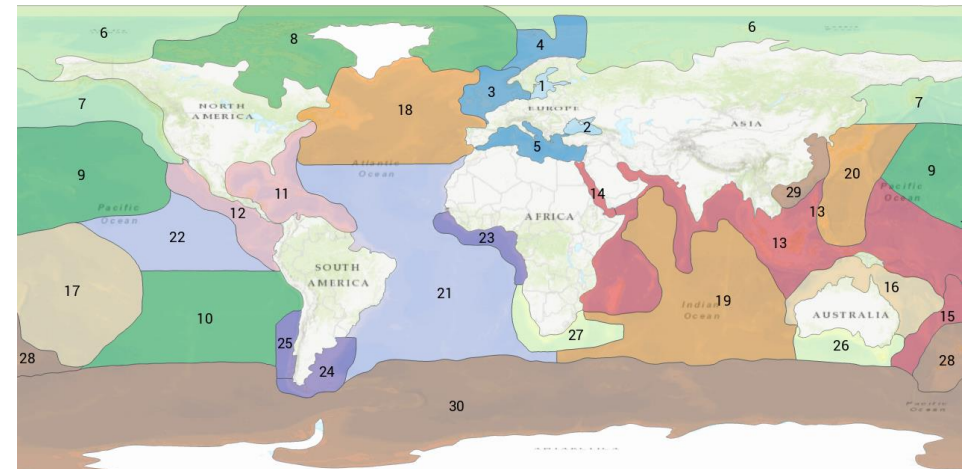 6
8
4
6
7
NORTH
AMERICA
18
3
1
EUROPE
2
5
ASIA
7
9
Pacific
Ocean
11
12
Atlantic
Ocean
AFRICA
14
29
13
20
Pacific
Ocean
9
22
23
13
17
SOUTH
AMERICA
10
21
19
Indian
Ocean
16
AUSTRALIA
15
28
25
24
27
26
28
30
Pacific
Ocean